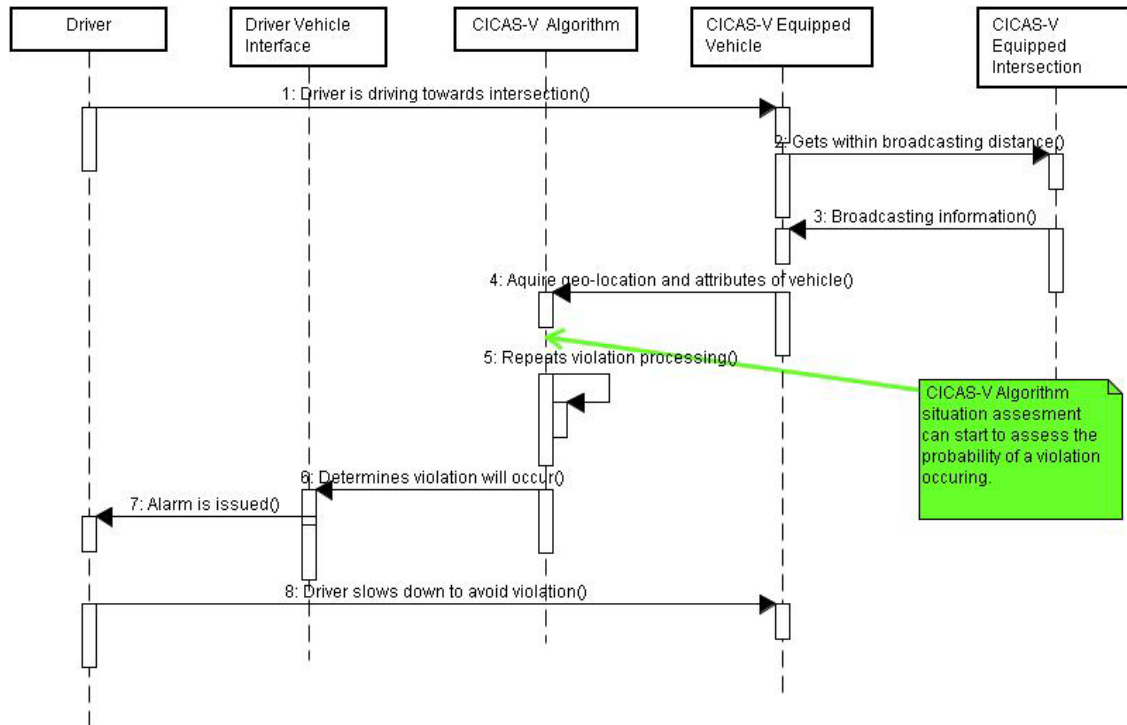 Driver
Driver Vehicle
Interface
CICAS-V Algorithm
CICAS-V Equipped
Vehicle
CICAS-V
Equipped
Intersection
1: Driver is driving towards intersection()
2: Gets within broadcasting distance()
3: Broadcasting information()
4: Aquire geo-location and attributes of vehicle()
5: Repeats violation processing()
CICAS-V Algorithm
situation assesment
can start to assess the
probability of a violation
occuring.
6: Determines violation will occur()
7: Alarm is issued()
8: Driver slows down to avoid violation()